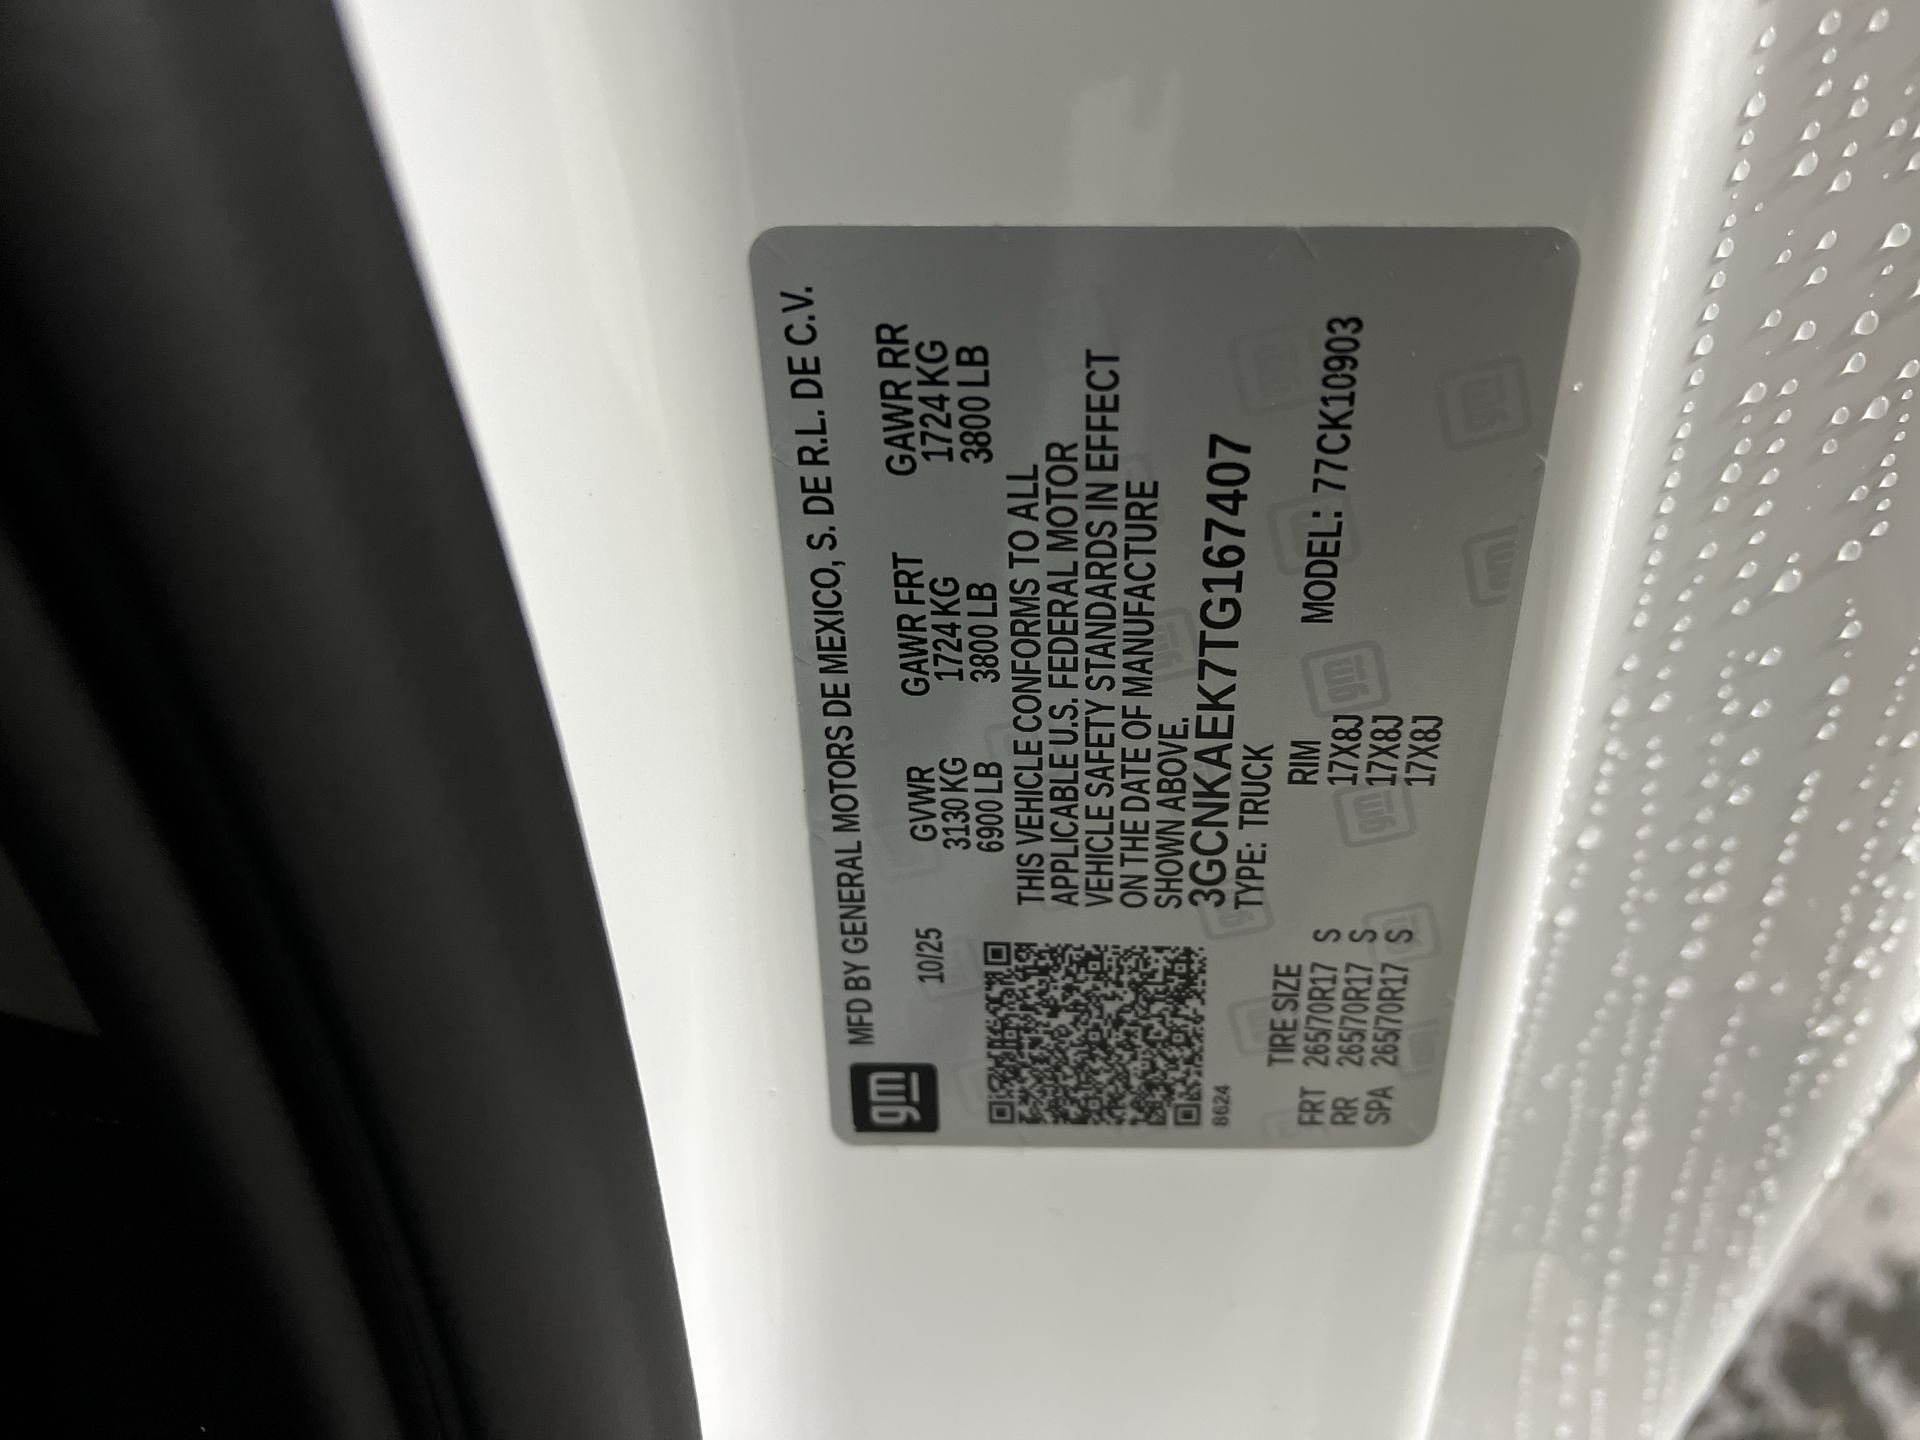 gm MFD BY GENERAL MOTORS DE MEXICO, S. DE R.L. DE C.V.
10/25 GVWR GAWR FRT GAWR RR
3130 KG 1724 KG 1724 KG
6900 LB 3800 LB 3800 LB
THIS VEHICLE CONFORMS TO ALL
APPLICABLE U.S. FEDERAL MOTOR
VEHICLE SAFETY STANDARDS IN EFFECT
ON THE DATE OF MANUFACTURE
SHOWN ABOVE.
3GCNKAEK7TG167407
8624 TYPE: TRUCK
TIRE SIZE RIM MODEL: 77CK10903
FRT 265/70R17 S 17X8J
RR 265/70R17 S 17X8J
SPA 265/70R17 S 17X8J